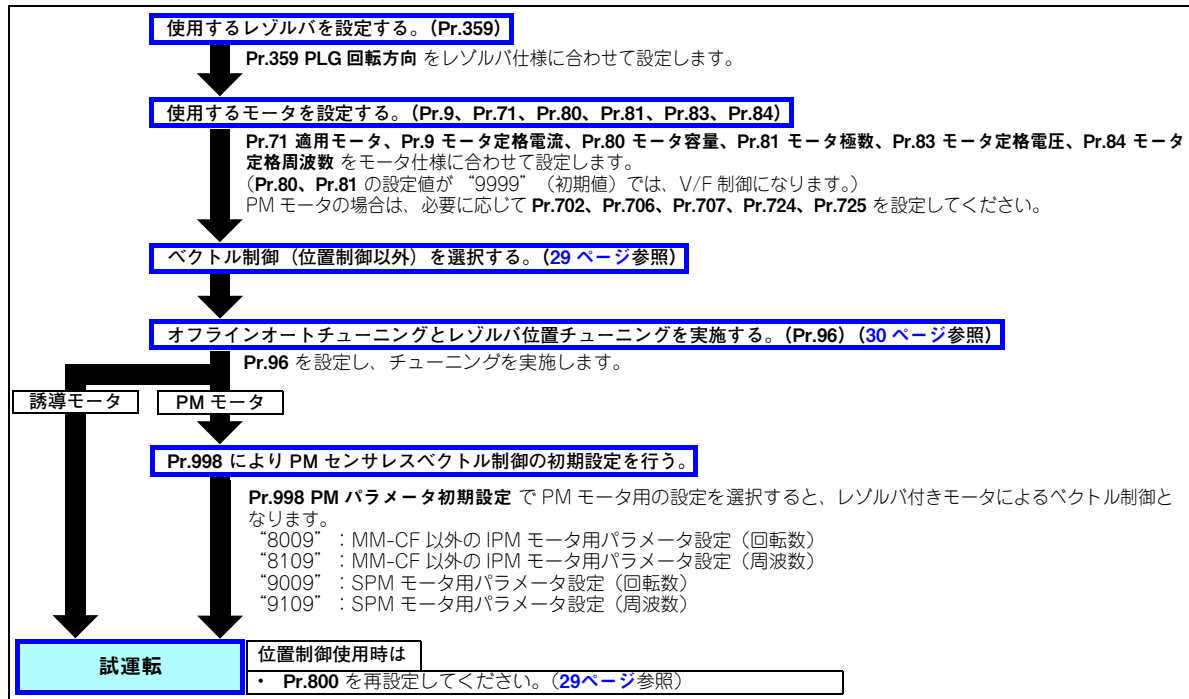 使用するレゾルバを設定する。(Pr.359)
Pr.359 PLG 回転方向 をレゾルバ仕様に合わせて設定します。
使用するモータを設定する。(Pr.9、Pr.71、Pr.80、Pr.81、Pr.83、Pr.84)
Pr.71 適用モータ、Pr.9 モータ定格電流、Pr.80 モータ容量、Pr.81 モータ極数、Pr.83 モータ定格電圧、Pr.84 モータ
定格周波数 をモータ仕様に合わせて設定します。
(Pr.80、Pr.81 の設定値が “9999”(初期値)では、V/F 制御になります。)
PM モータの場合は、必要に応じて Pr.702、Pr.706、Pr.707、Pr.724、Pr.725 を設定してください。
ベクトル制御(位置制御以外)を選択する。(29 ページ参照)
オフラインオートチューニングとレゾルバ位置チューニングを実施する。(Pr.96)(30 ページ参照)
Pr.96 を設定し、チューニングを実施します。
誘導モータ
PM モータ
Pr.998 により PM センサレスベクトル制御の初期設定を行う。
Pr.998 PM パラメータ初期設定 で PM モータ用の設定を選択すると、レゾルバ付きモータによるベクトル制御と
なります。
“8009”:MM-CF 以外の IPM モータ用パラメータ設定(回転数)
“8109”:MM-CF 以外の IPM モータ用パラメータ設定(周波数)
“9009”:SPM モータ用パラメータ設定(回転数)
“9109”:SPM モータ用パラメータ設定(周波数)
試運転
位置制御使用時は
・ Pr.800 を再設定してください。(29ページ参照)